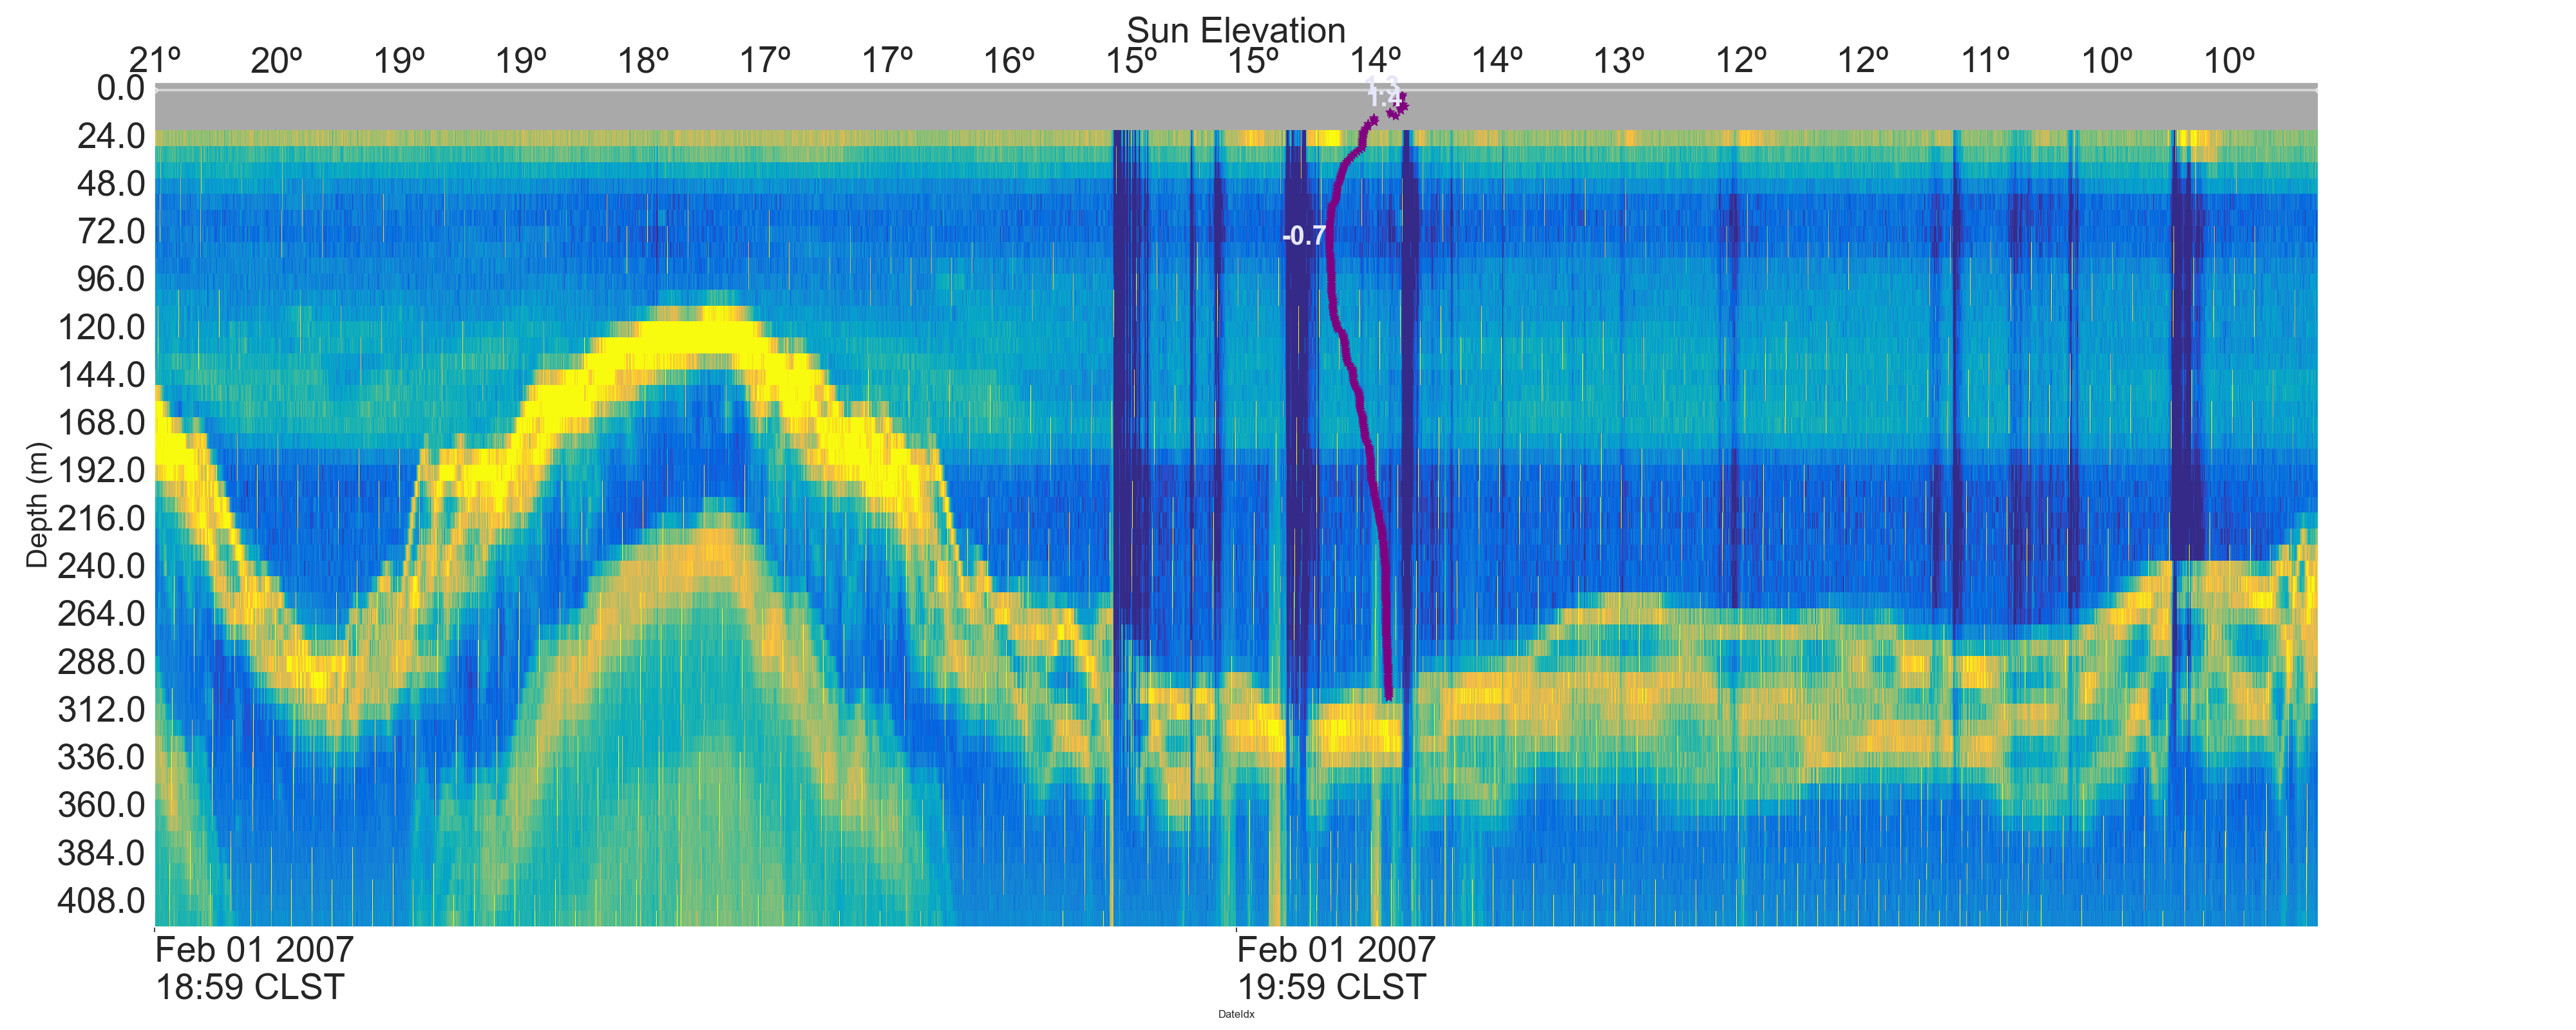 Sun Elevation
21º 20º 19º 19º 18º 17º 17º 16º 15º 15º 14º 14º 13º 12º 12º 11º 10º 10º
0.0
24.0
48.0
72.0
96.0
120.0
144.0
168.0
192.0
216.0
240.0
264.0
288.0
312.0
336.0
360.0
384.0
408.0
Depth (m)
1.4
-0.7
Feb 01 2007
18:59 CLST
Feb 01 2007
19:59 CLST
DateIdx